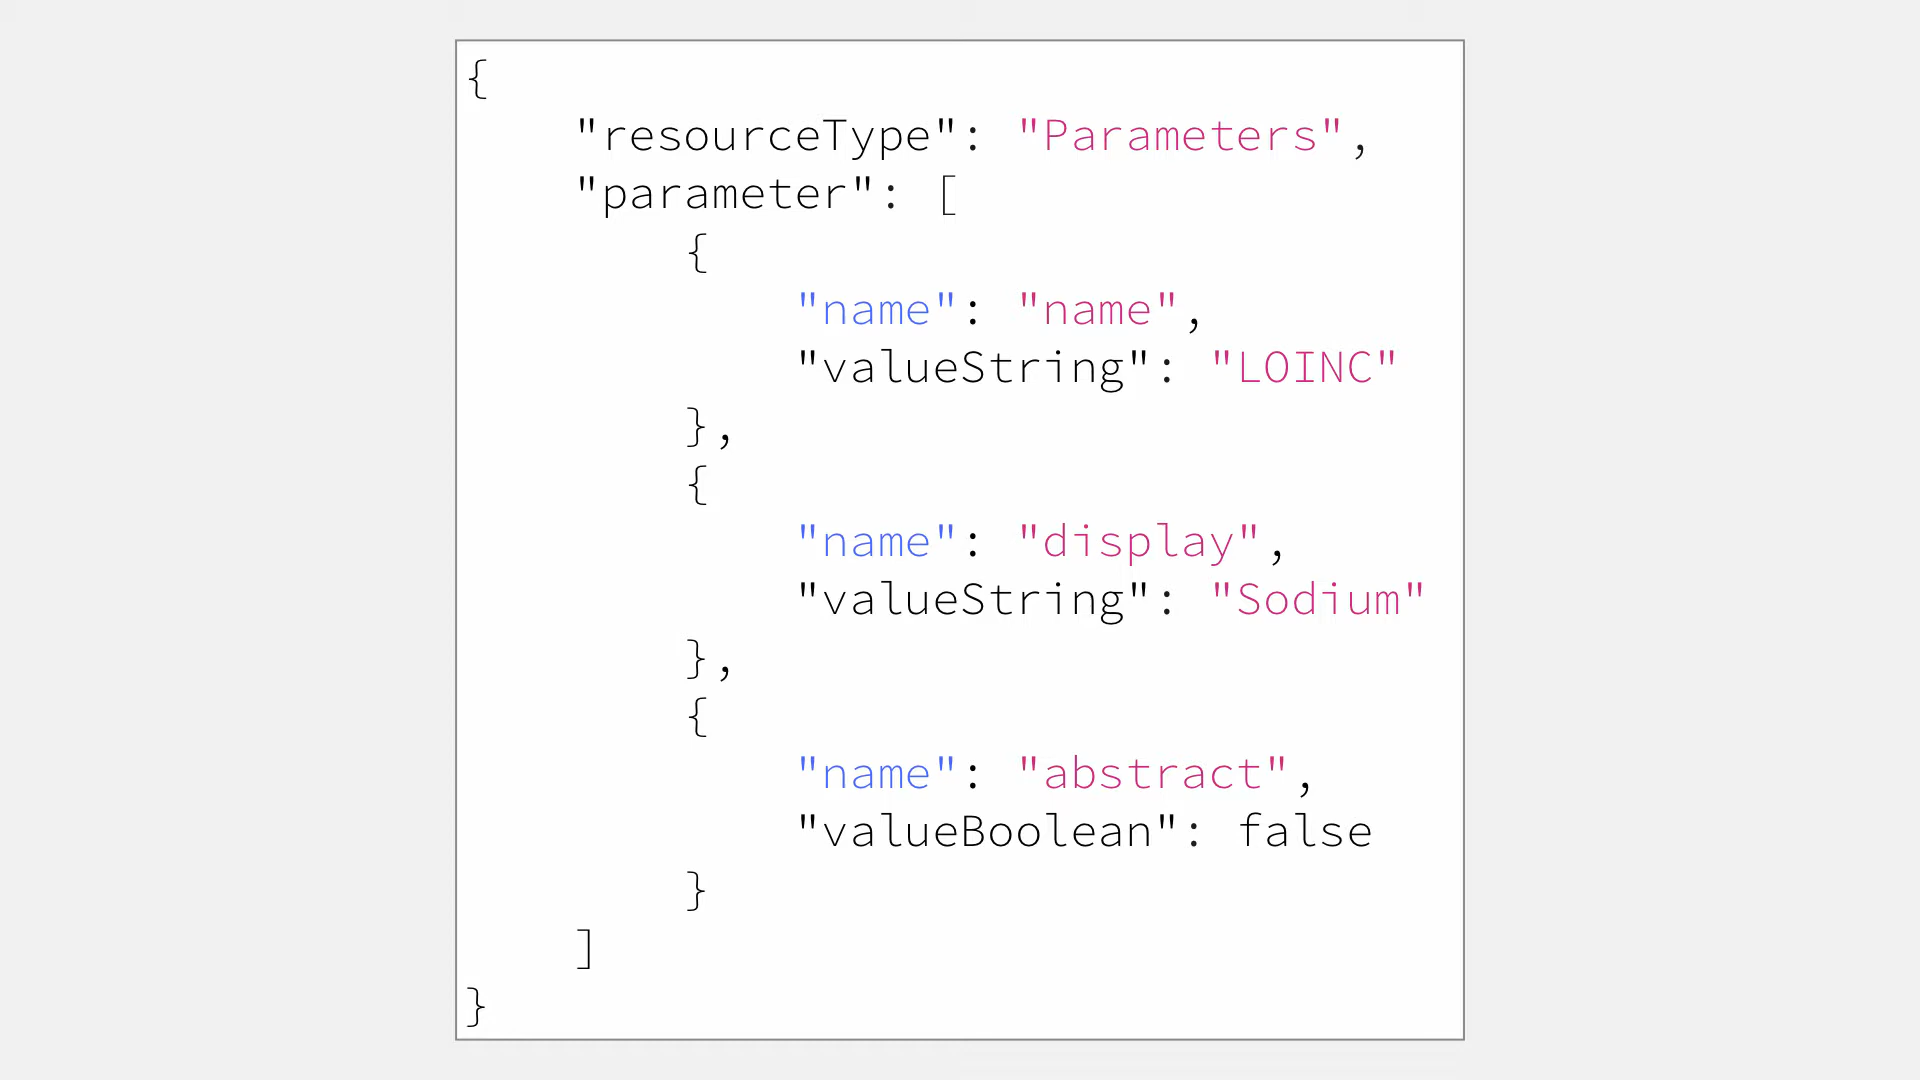 {
"resourceType": "Parameters",
"parameter": [
{
"name": "name",
"valueString": "LOINC"
},
{
"name": "display",
"valueString": "Sodium"
},
{
"name": "abstract",
"valueBoolean": false
}
]
}